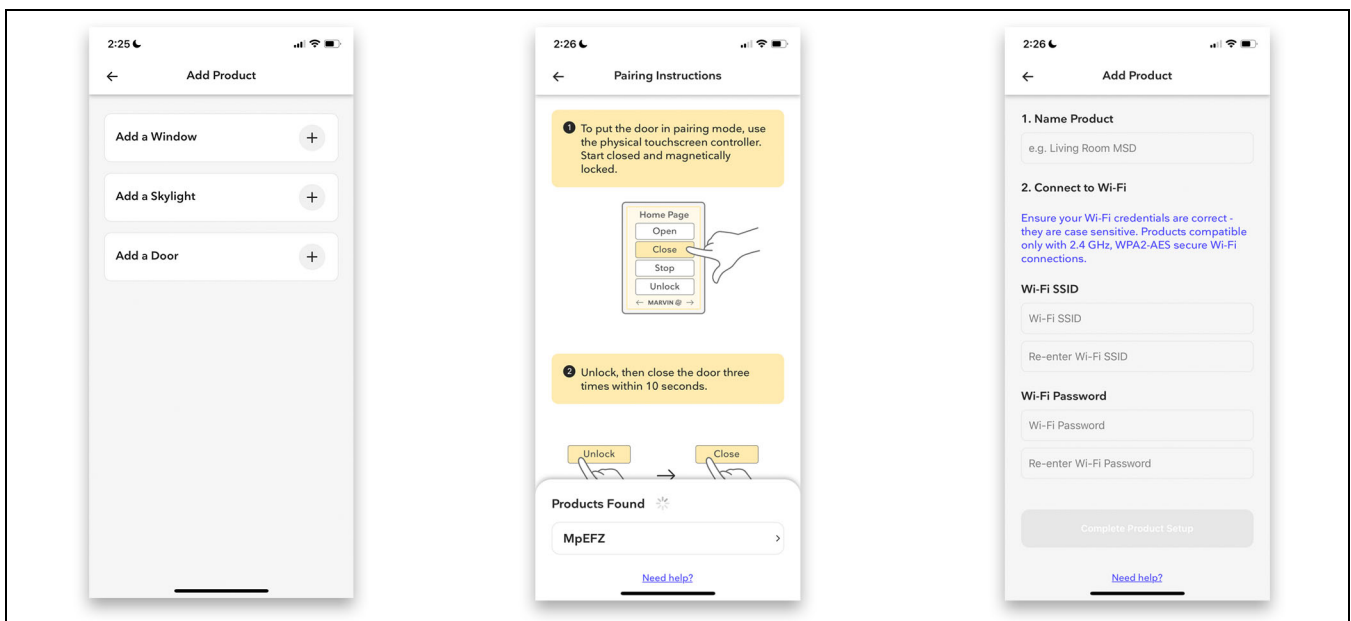 2:25
Add Product
Add a Window
Add a Skylight
Add a Door
2:26
Pairing Instructions
1 To put the door in pairing mode, use
the physical touchscreen controller.
Start closed and magnetically
locked.
Home Page
Open
Close
Stop
Unlock
MARVIN
2 Unlock, then close the door three
times within 10 seconds.
Unlock
Close
Products Found
MpEFZ
Need help?
2:26
Add Product
1. Name Product
e.g. Living Room MSD
2. Connect to Wi-Fi
Ensure your Wi-Fi credentials are correct -
they are case sensitive. Products compatible
only with 2.4 GHz, WPA2-AES secure Wi-Fi
connections.
Wi-Fi SSID
Wi-Fi SSID
Re-enter Wi-Fi SSID
Wi-Fi Password
Wi-Fi Password
Re-enter Wi-Fi Password
Complete Product Setup
Need help?